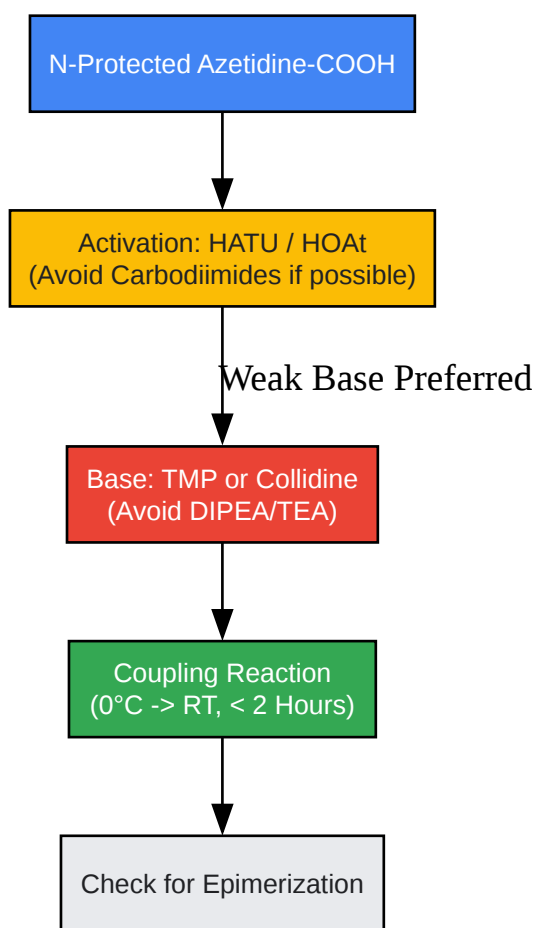 N-Protected Azetidine-COOH
Activation: HATU / HOAt
(Avoid Carbodiimides if possible)
Weak Base Preferred
Base: TMP or Collidine
(Avoid DIPEA/TEA)
Coupling Reaction
(0°C -> RT, < 2 Hours)
Check for Epimerization